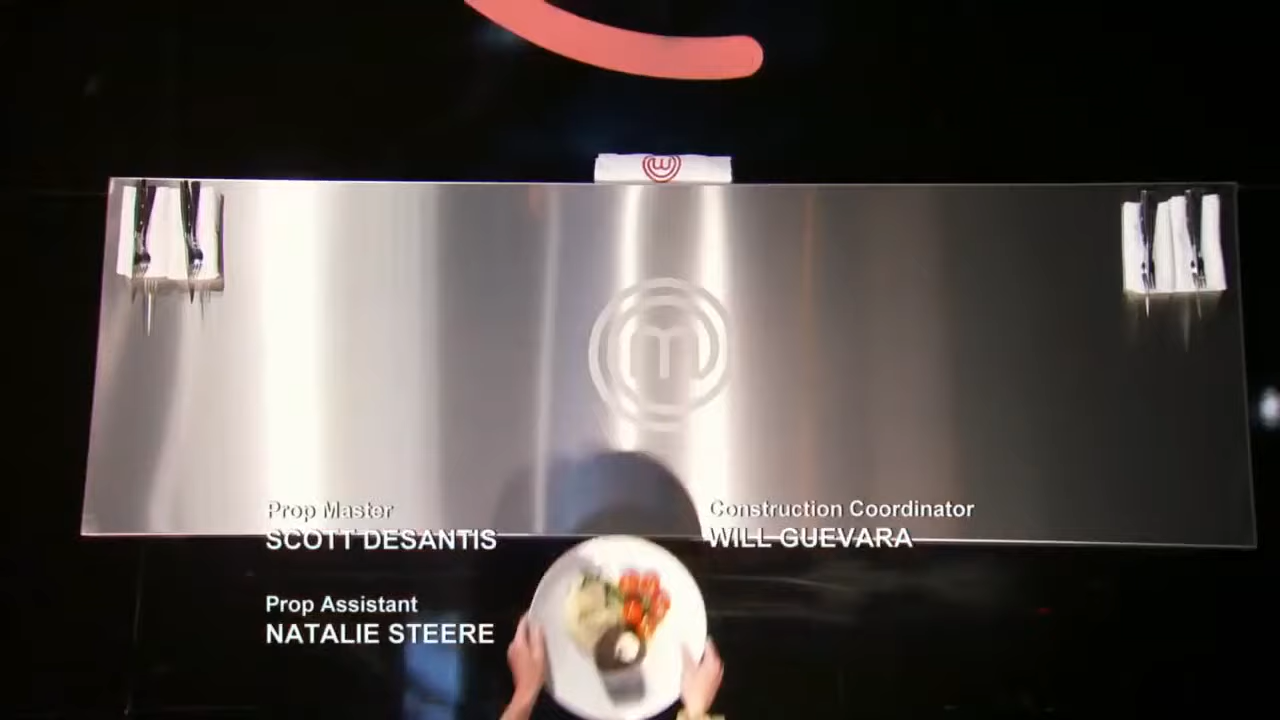 Prop Master
SCOTT DESANTIS
Prop Assistant
NATALIE STEERE
Construction Coordinator
WILL GUEVARA